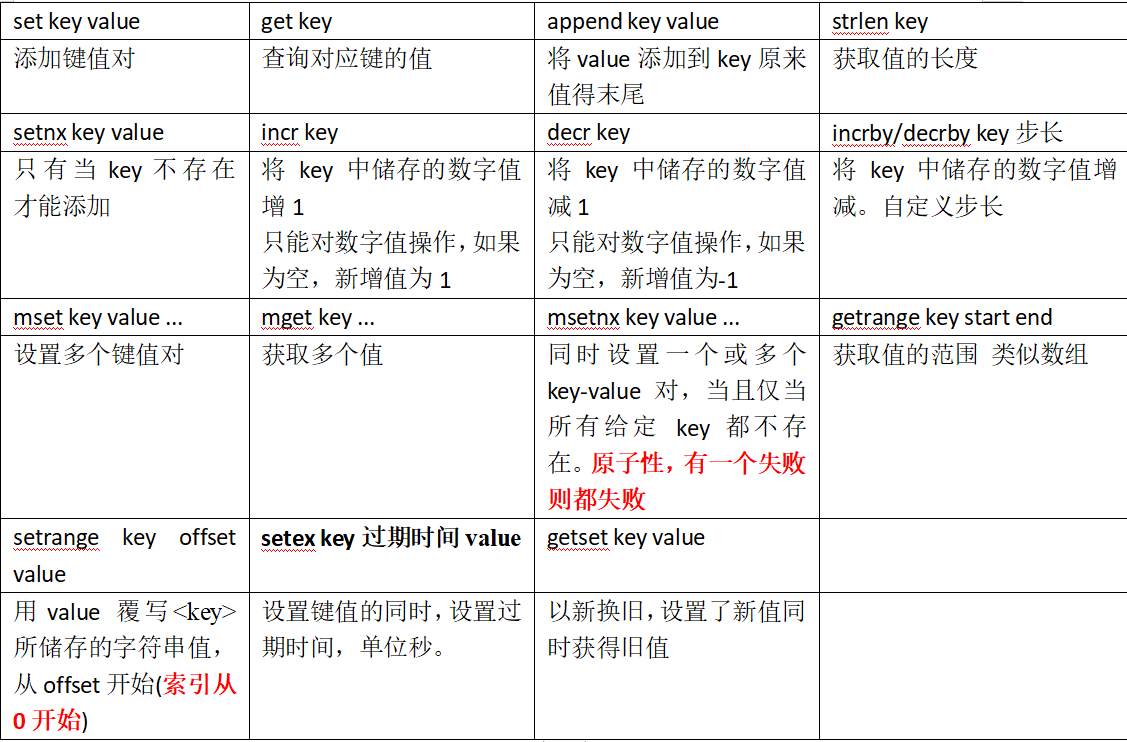 set key value
get key
append key value
strlen key
添加键值对
查询对应键的值
将 value 添加到 key 原来
值得末尾
获取值的长度
setnx key value
incr key
decr key
incrby/decrby key 步长
只有当 key 不存在
才能添加
将 key 中储存的数字值
增 1
只能对数字值操作，如果
为空，新增值为 1
将 key 中储存的数字值
减 1
只能对数字值操作，如果
为空，新增值为-1
将 key 中储存的数字值增
减。自定义步长
mset key value ...
mget key ...
msetnx key value ...
getrange key start end
设置多个键值对
获取多个值
同时设置一个或多个
key-value 对，当且仅当
所有给定 key 都不存
在。原子性，有一个失败
则都失败
获取值的范围 类似数组
setrange key offset
value
setex key 过期时间 value
getset key value
用 value 覆写<key>
所储存的字符串值，
从 offset 开始(索引从
0 开始)
设置键值的同时，设置过
期时间，单位秒。
以新换旧，设置了新值同
时获得旧值